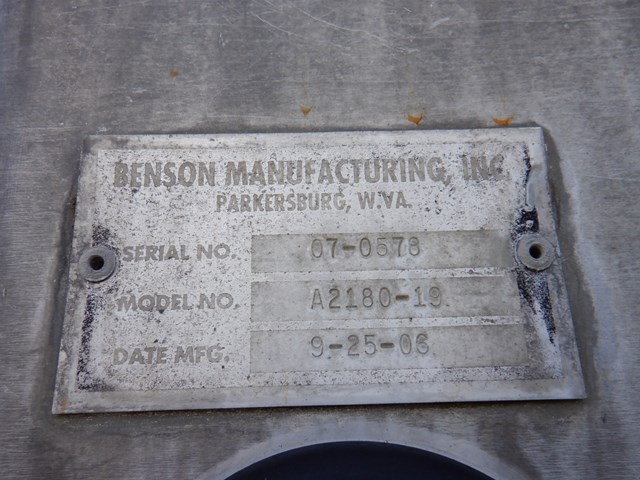 BENSON MANUFACTURING, INC.
PARKERSBURG, W.VA.
SERIAL NO. 07-0578
MODEL NO. A2180-19
DATE MFG. 9-25-06